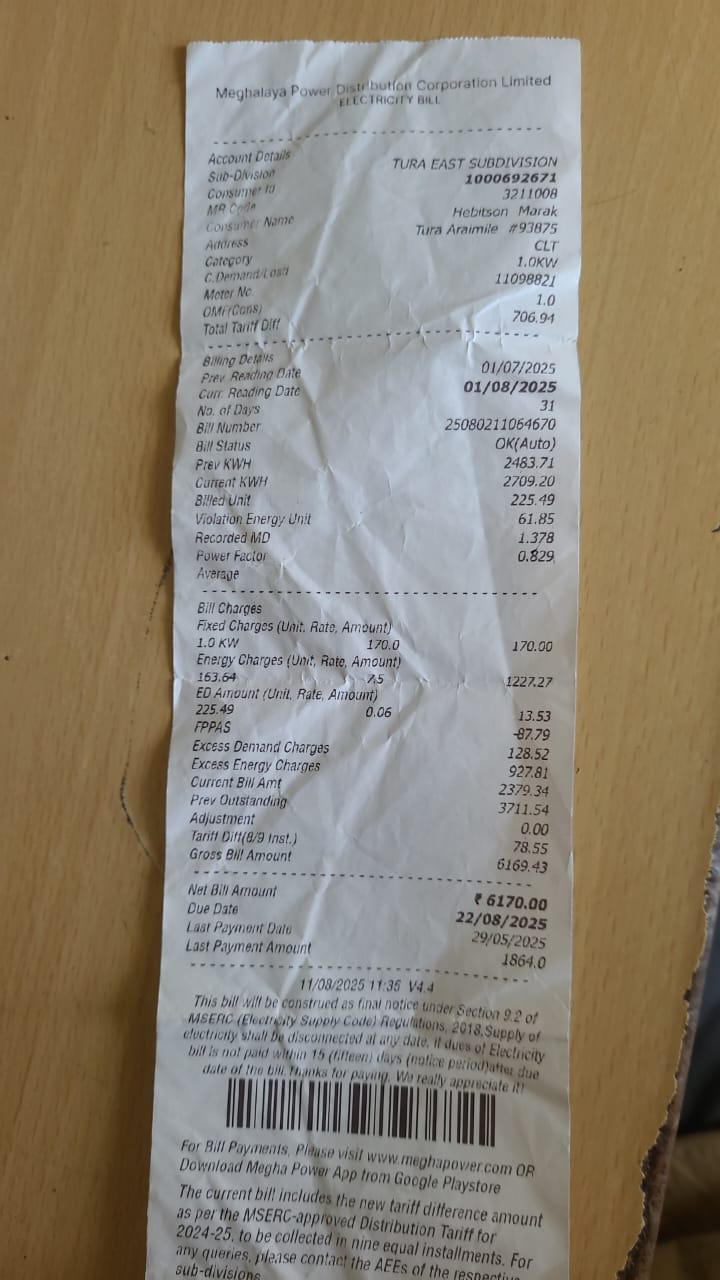 Meghalaya Power Distribution Corporation Limited
ELECTRICITY BILL
Account Details
Sub-Division TURA EAST SUBDIVISION
Consumer Id 1000692671
MR Code 3211008
Consumer Name Hebitson Marak
Address Tura Araimile #93875
Category CLT
C.Demand/Load 1.0KW
Meter No 11098821
OMF(Cons) 1.0
Total Tariff Diff 706.94
Billing Details
Prev. Reading Date 01/07/2025
Curr. Reading Date 01/08/2025
No. of Days 31
Bill Number 25080211064670
Bill Status OK(Auto)
Prev KWH 2483.71
Current KWH 2709.20
Billed Unit 225.49
Violation Energy Unit 61.85
Recorded MD 1.378
Power Factor 0.829
Average
Bill Charges
Fixed Charges (Unit, Rate, Amount)
1.0 KW 170.0 170.00
Energy Charges (Unit, Rate, Amount)
163.64 7.5 1227.27
ED Amount (Unit, Rate, Amount)
225.49 0.06 13.53
FPPAS -87.79
Excess Demand Charges 128.52
Excess Energy Charges 927.81
Current Bill Amt 2379.34
Prev Outstanding 3711.54
Adjustment 0.00
Tariff Diff(8/9 Inst.) 78.55
Gross Bill Amount 6169.43
Net Bill Amount ₹ 6170.00
Due Date 22/08/2025
Last Payment Date 29/05/2025
Last Payment Amount 1864.0
11/08/2025 11:35 V4.4
This bill will be construed as final notice under Section 9.2 of
MSERC (Electricity Supply Code) Regulations, 2018.Supply of
electricity shall be disconnected at any date, if dues of Electricity
bill is not paid within 15 (fifteen) days (notice period)after due
date of the bill.Thanks for paying. We really appreciate it!
For Bill Payments, Please visit www.meghapower.com OR
Download Megha Power App from Google Playstore
The current bill includes the new tariff difference amount
as per the MSERC-approved Distribution Tariff for
2024-25, to be collected in nine equal installments. For
any queries, please contact the AEEs of the respective
sub-divisions.